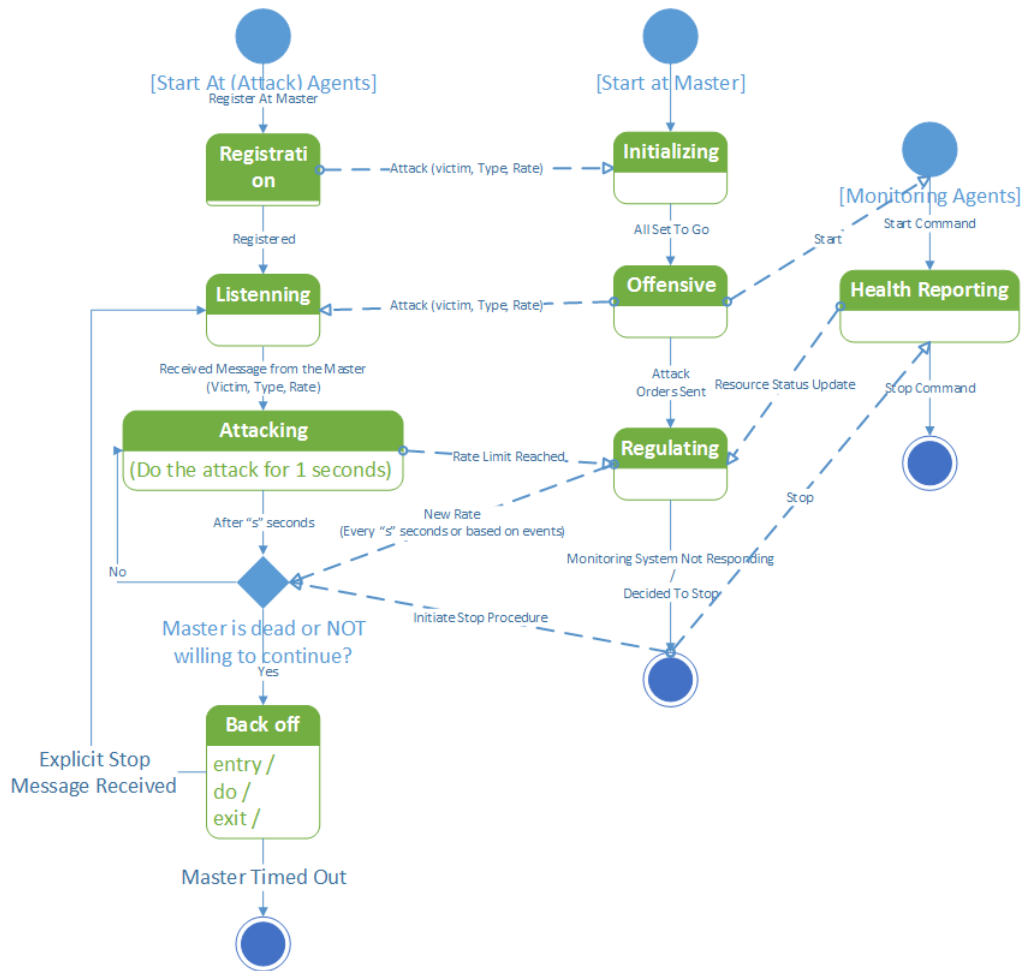 [Start At (Attack) Agents]
Register At Master
[Start at Master]
Registrati
on
Attack (victim, Type, Rate)
Initializing
[Monitoring Agents]
Registered
All Set To Go
Start
Start Command
Listenning
Attack (victim, Type, Rate)
Offensive
Health Reporting
Received Message from the Master
(Victim, Type, Rate)
Attack
Orders Sent
Resource Status Update
Stop Command
Attacking
(Do the attack for 1 seconds)
Rate Limit Reached
Regulating
Stop
After “s” seconds
New Rate
(Every “s” seconds or based on events)
No
Monitoring System Not Responding
/
Decided To Stop
Initiate Stop Procedure
Master is dead or NOT
willing to continue?
Yes
Back off
entry /
do /
exit /
Explicit Stop
Message Received
Master Timed Out